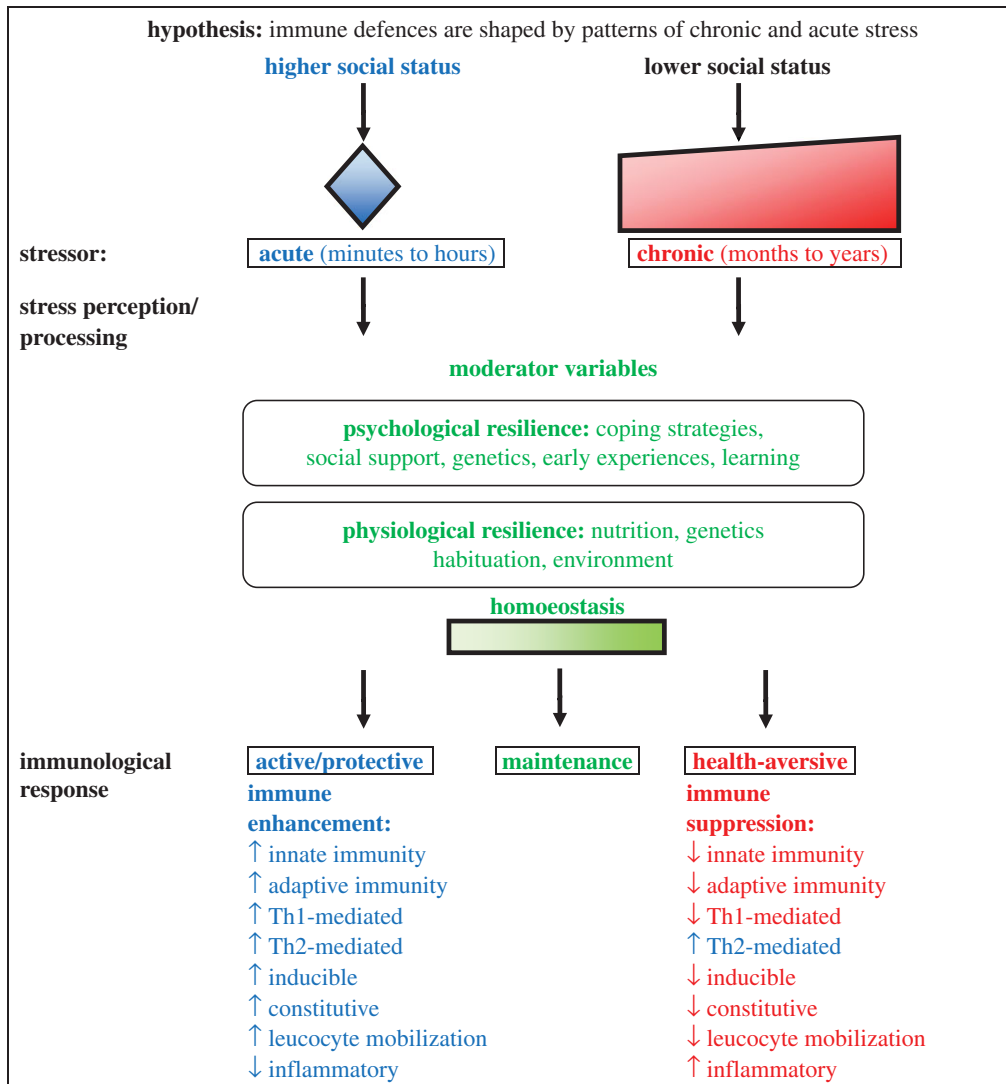 hypothesis: immune defences are shaped by patterns of chronic and acute stress
higher social status
lower social status
stressor:
acute (minutes to hours)
chronic (months to years)
stress perception/
processing
moderator variables
psychological resilience: coping strategies,
social support, genetics, early experiences, learning
physiological resilience: nutrition, genetics
habituation, environment
homoeostasis
immunological
response
active/protective
immune
enhancement:
↑ innate immunity
↑ adaptive immunity
↑ Th1-mediated
↑ Th2-mediated
↑ inducible
↑ constitutive
↑ leucocyte mobilization
↓ inflammatory
maintenance
health-aversive
immune
suppression:
↓ innate immunity
↓ adaptive immunity
↓ Th1-mediated
↑ Th2-mediated
↓ inducible
↓ constitutive
↓ leucocyte mobilization
↑ inflammatory